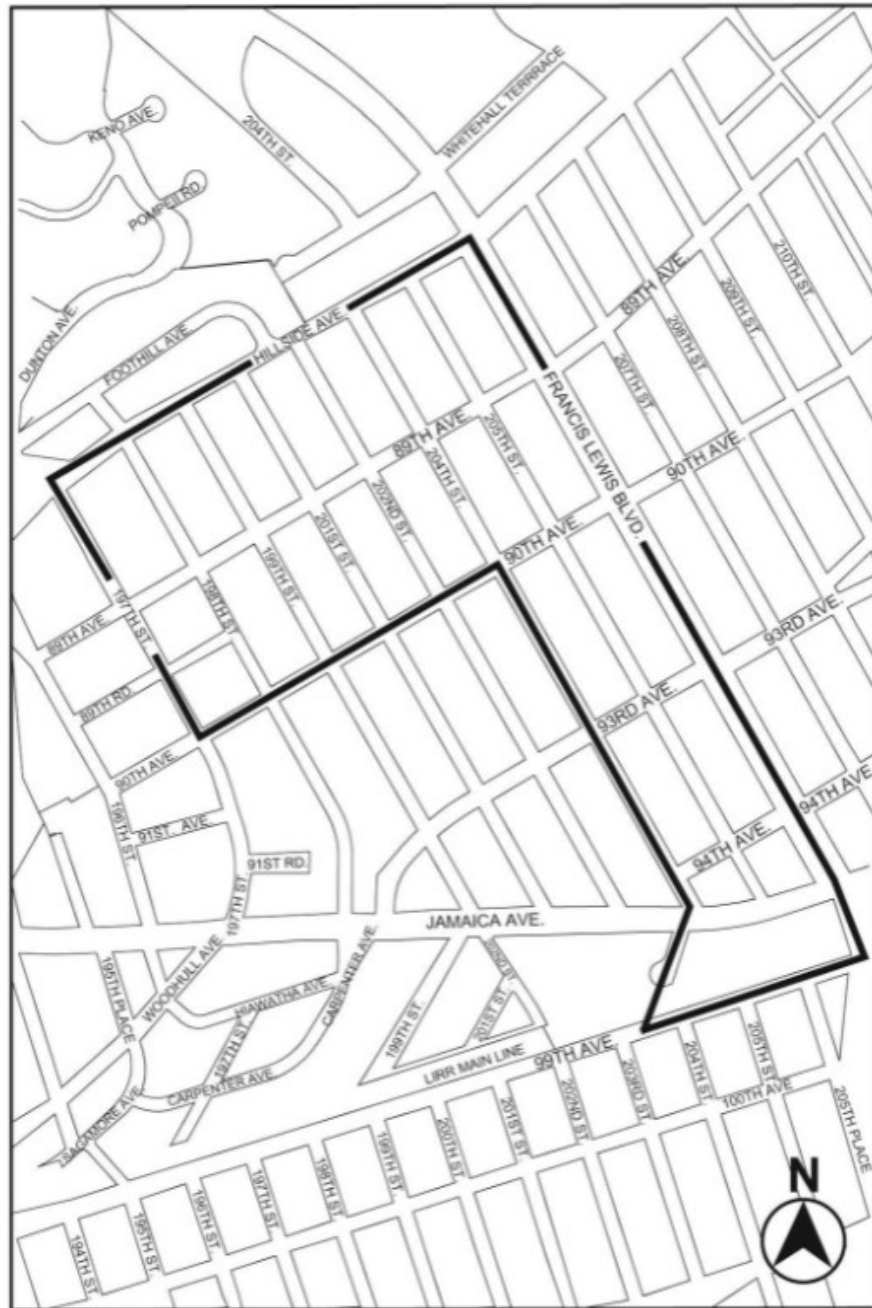 WHITEHALL TERRRACE
KENO AVE.
204TH ST.
POMPEII RD.
210TH ST.
89TH AVE.
209TH ST.
DUNTON AVE.
FOOTHILL AVE.
HILLSIDE AVE.
208TH ST.
207TH ST.
FRANCIS LEWIS BLVD.
89TH AVE.
205TH ST.
204TH ST.
90TH AVE.
202ND ST.
201ST ST.
90TH AVE.
199TH ST.
198TH ST
197TH ST.
89TH AVE.
93RD AVE.
89TH RD.
93RD AVE.
90TH AVE.
94TH AVE.
196TH ST.
91ST. AVE.
94TH AVE.
91ST RD.
197TH ST
JAMAICA AVE.
WOODHULL AVE.
195TH PLACE
CARPENTER AVE.
202ND ST.
HIAWATHA AVE.
199TH ST.
201ST ST.
197TH ST.
99TH AVE.
LIRR MAIN LINE
205TH ST.
204TH ST.
203RD ST.
202ND ST.
CARPENTER AVE.
SAGAMORE AVE.
100TH AVE
201ST ST.
200TH ST.
205TH PLACE
199TH ST.
198TH ST.
197TH ST.
196TH ST.
195TH ST.
194TH ST.
N